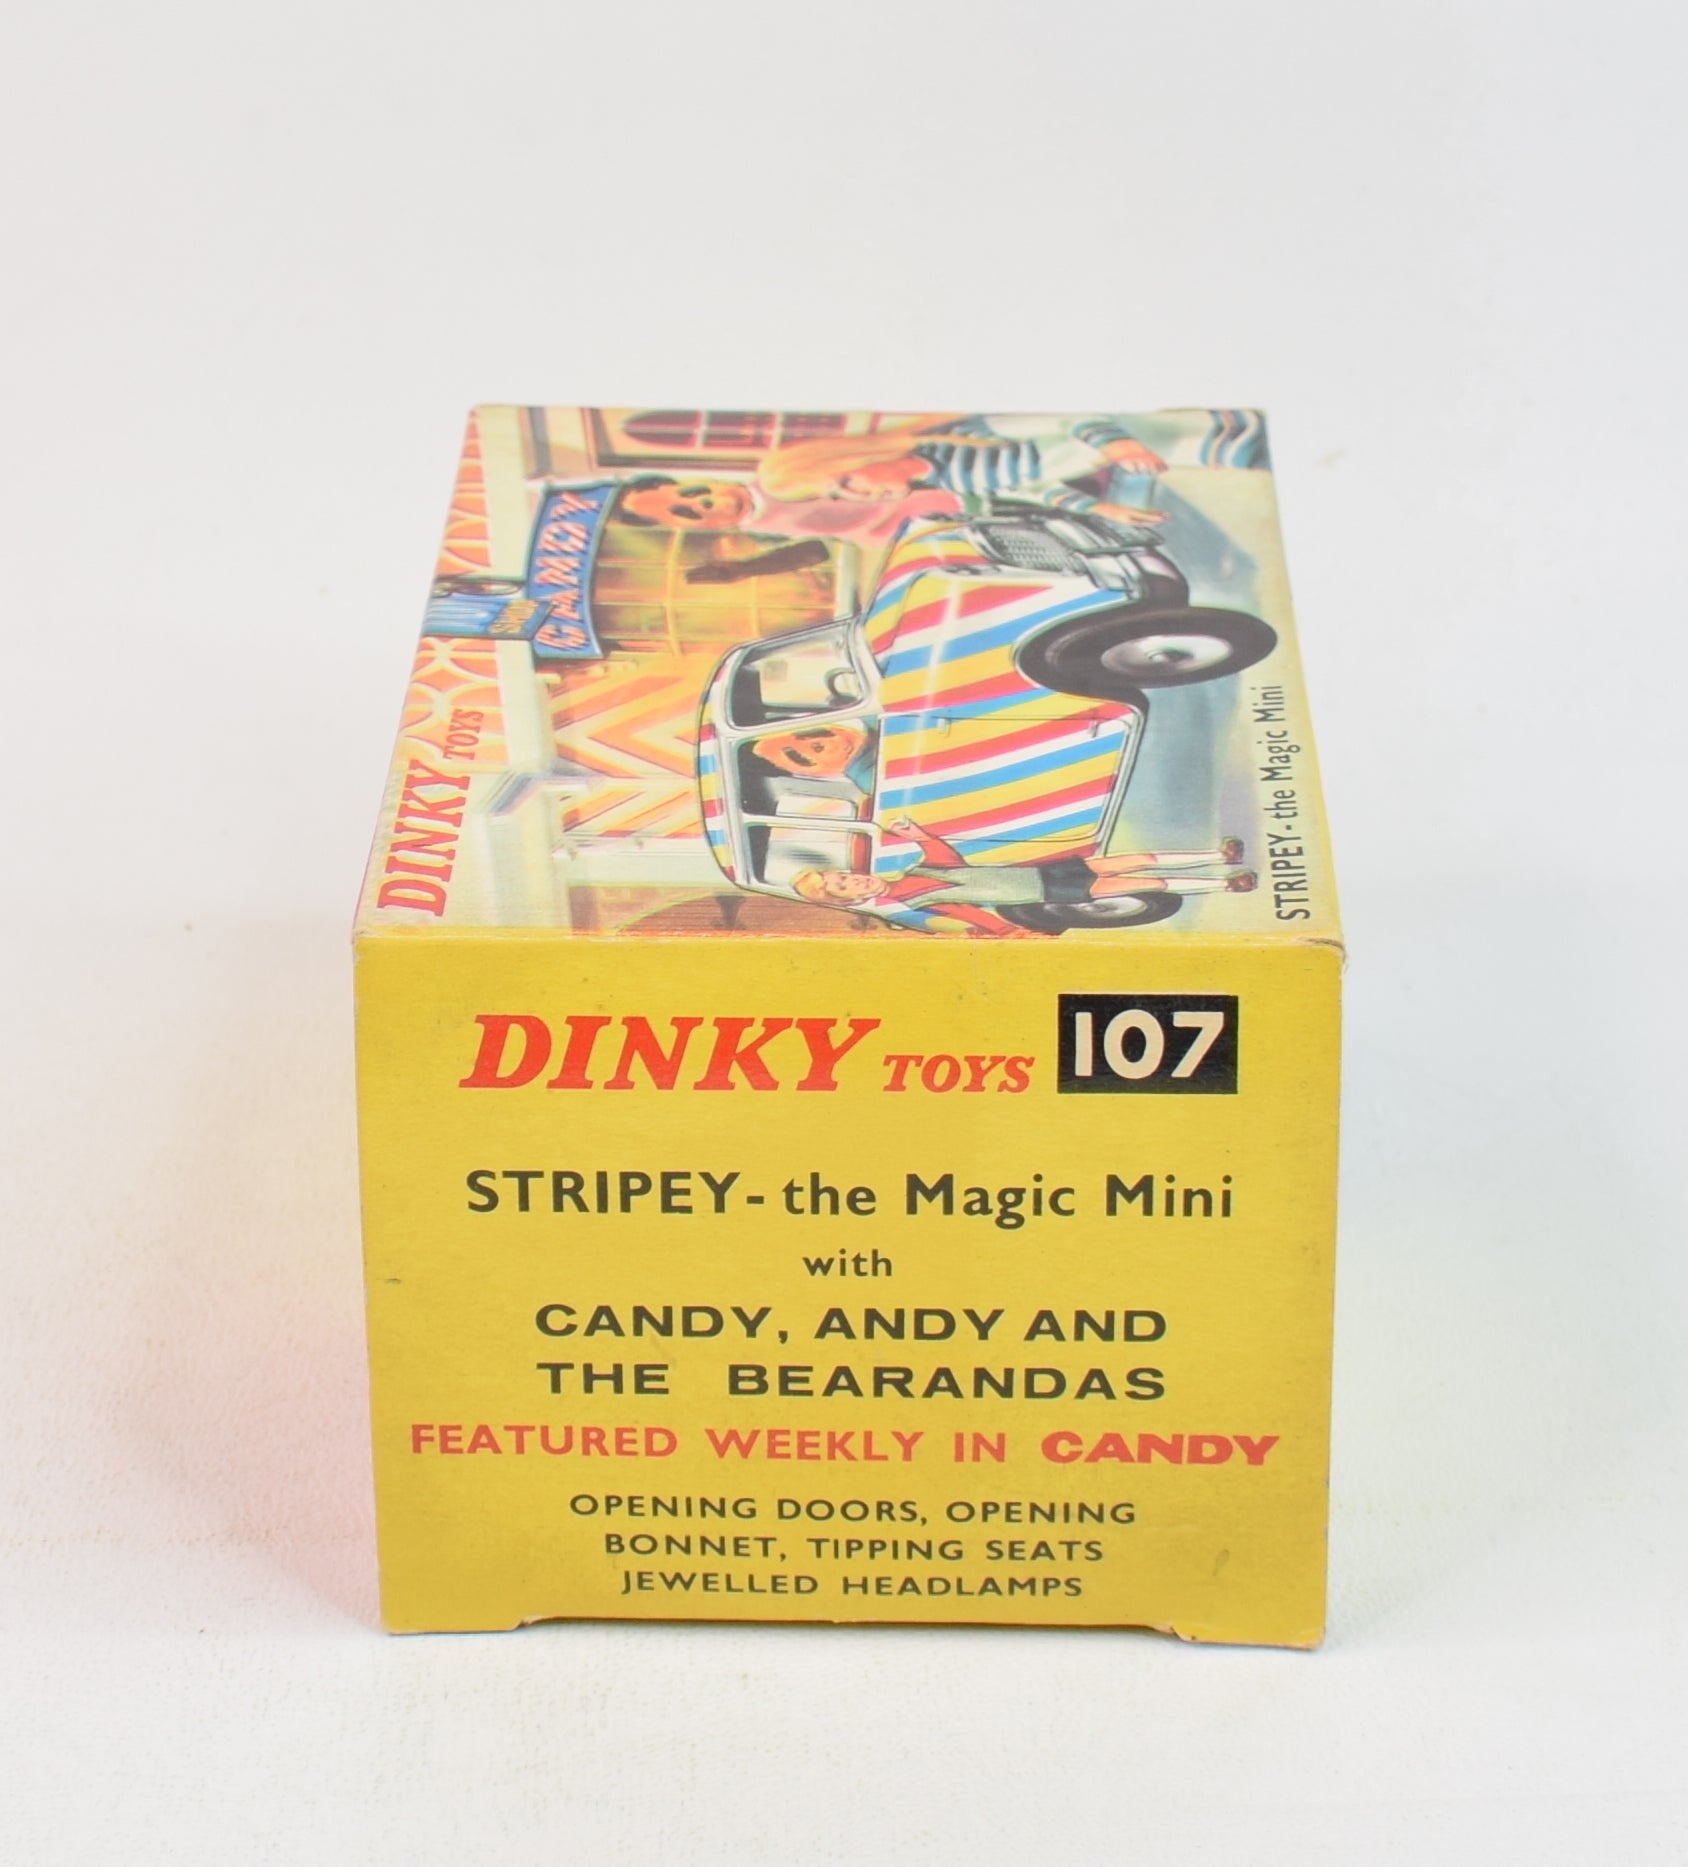 DINKY TOYS
CANDY
SHOP
STRIPEY - the Magic Mini
DINKY TOYS 107
STRIPEY - the Magic Mini
with
CANDY, ANDY AND
THE BEARANDAS
FEATURED WEEKLY IN CANDY
OPENING DOORS, OPENING
BONNET, TIPPING SEATS
JEWELLED HEADLAMPS